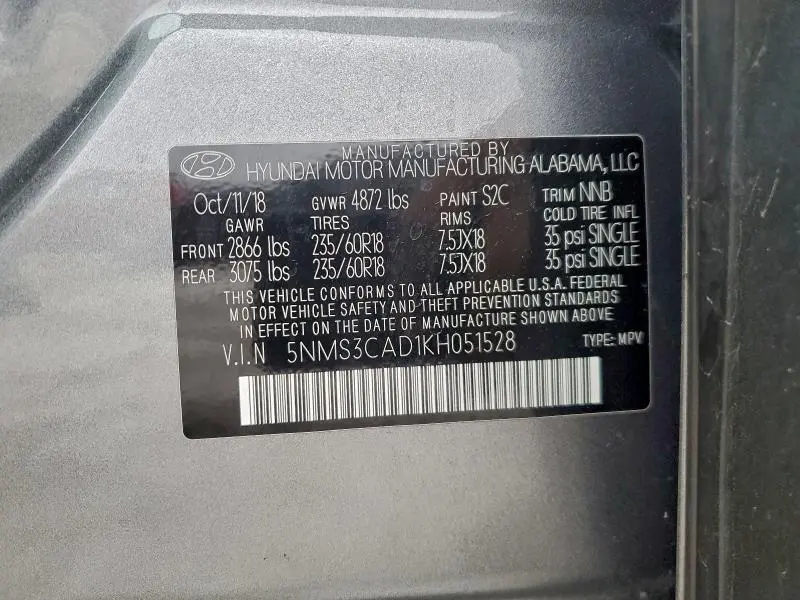 MANUFACTURED BY
HYUNDAI MOTOR MANUFACTURING ALABAMA, LLC
Oct/11/18 GVWR 4872 lbs PAINT S2C TRIM NNB
GAWR TIRES RIMS COLD TIRE INFL
FRONT 2866 lbs 235/60R18 7.5JX18 35 psi SINGLE
REAR 3075 lbs 235/60R18 7.5JX18 35 psi SINGLE
THIS VEHICLE CONFORMS TO ALL APPLICABLE U.S.A. FEDERAL
MOTOR VEHICLE SAFETY AND THEFT PREVENTION STANDARDS
IN EFFECT ON THE DATE OF MANUFACTURE SHOWN ABOVE.
V.I.N 5NMS3CAD1KH051528 TYPE: MPV